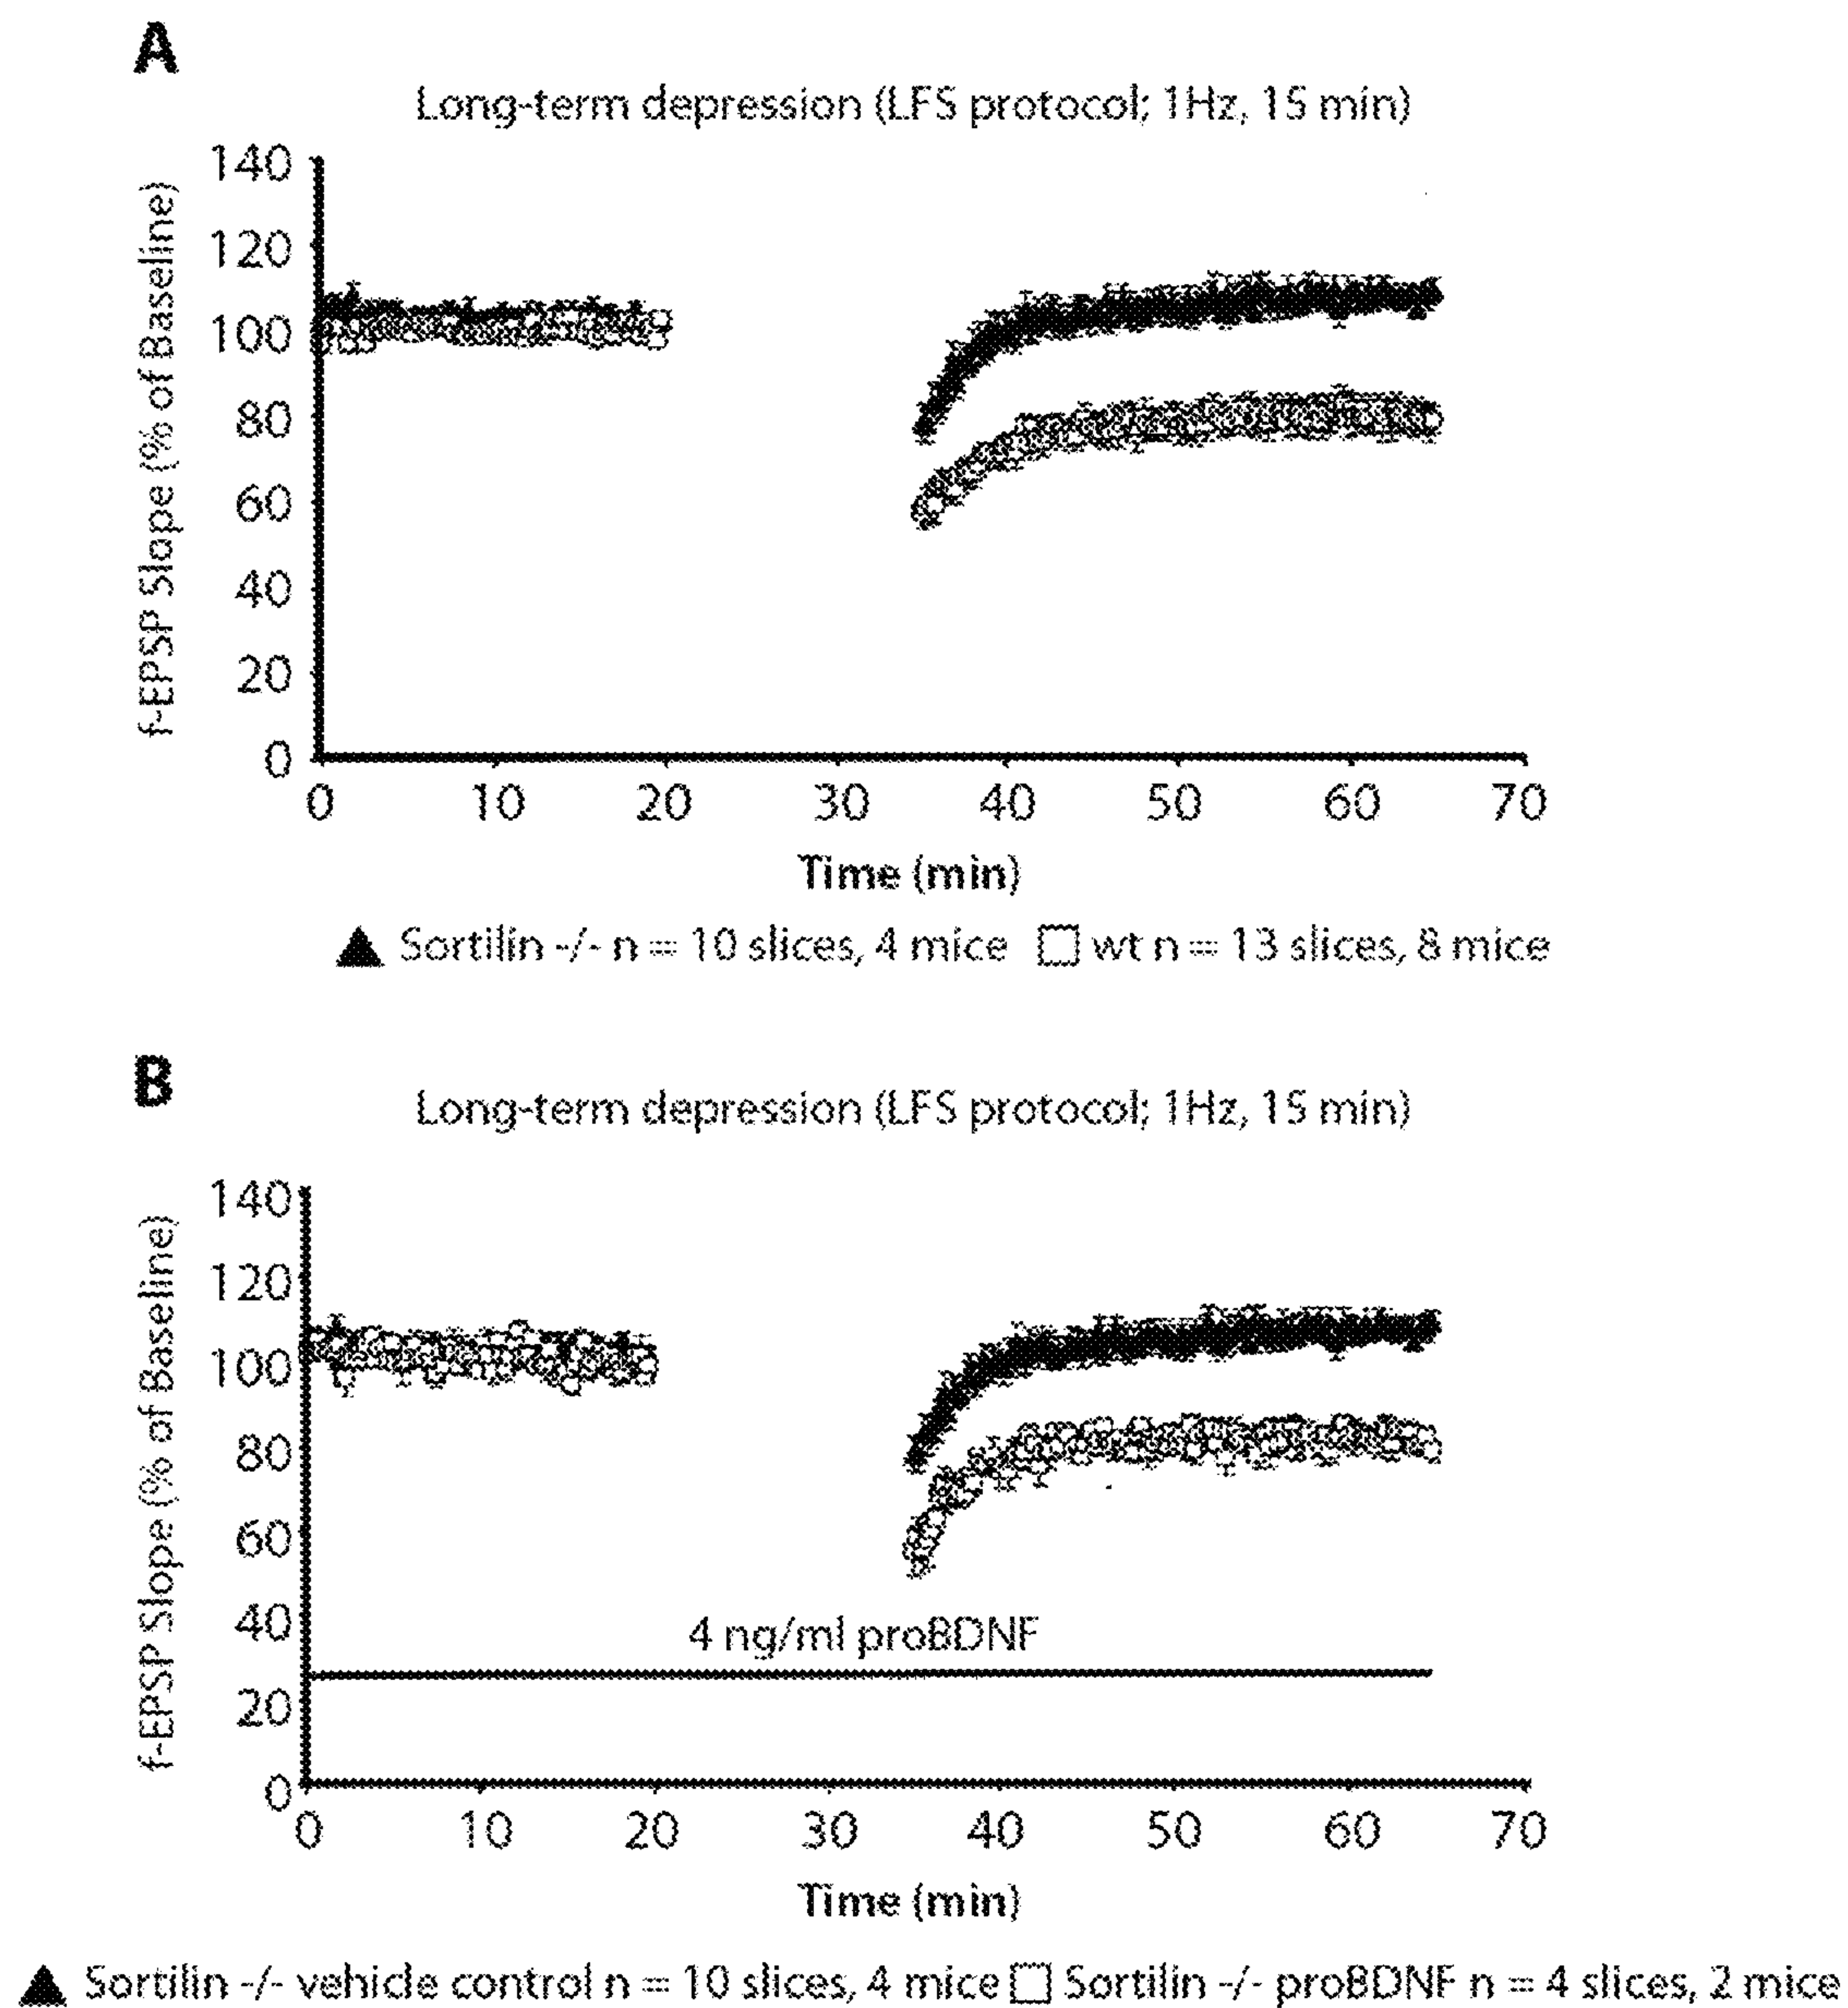 A
Long-term depression (LFS protocol; 1Hz, 15 min)
f-EPSP Slope (% of Baseline)
140
120
100
80
60
40
20
0
0 10 20 30 40 50 60 70
Time (min)
Sortilin -/- n = 10 slices, 4 mice wt n = 13 slices, 8 mice
B
Long-term depression (LFS protocol; 1Hz, 15 min)
f-EPSP Slope (% of Baseline)
140
120
100
80
60
40
4 ng/ml proBDNF
20
0
0 10 20 30 40 50 60 70
Time (min)
Sortilin -/- vehicle control n = 10 slices, 4 mice Sortilin -/- proBDNF n = 4 slices, 2 mice